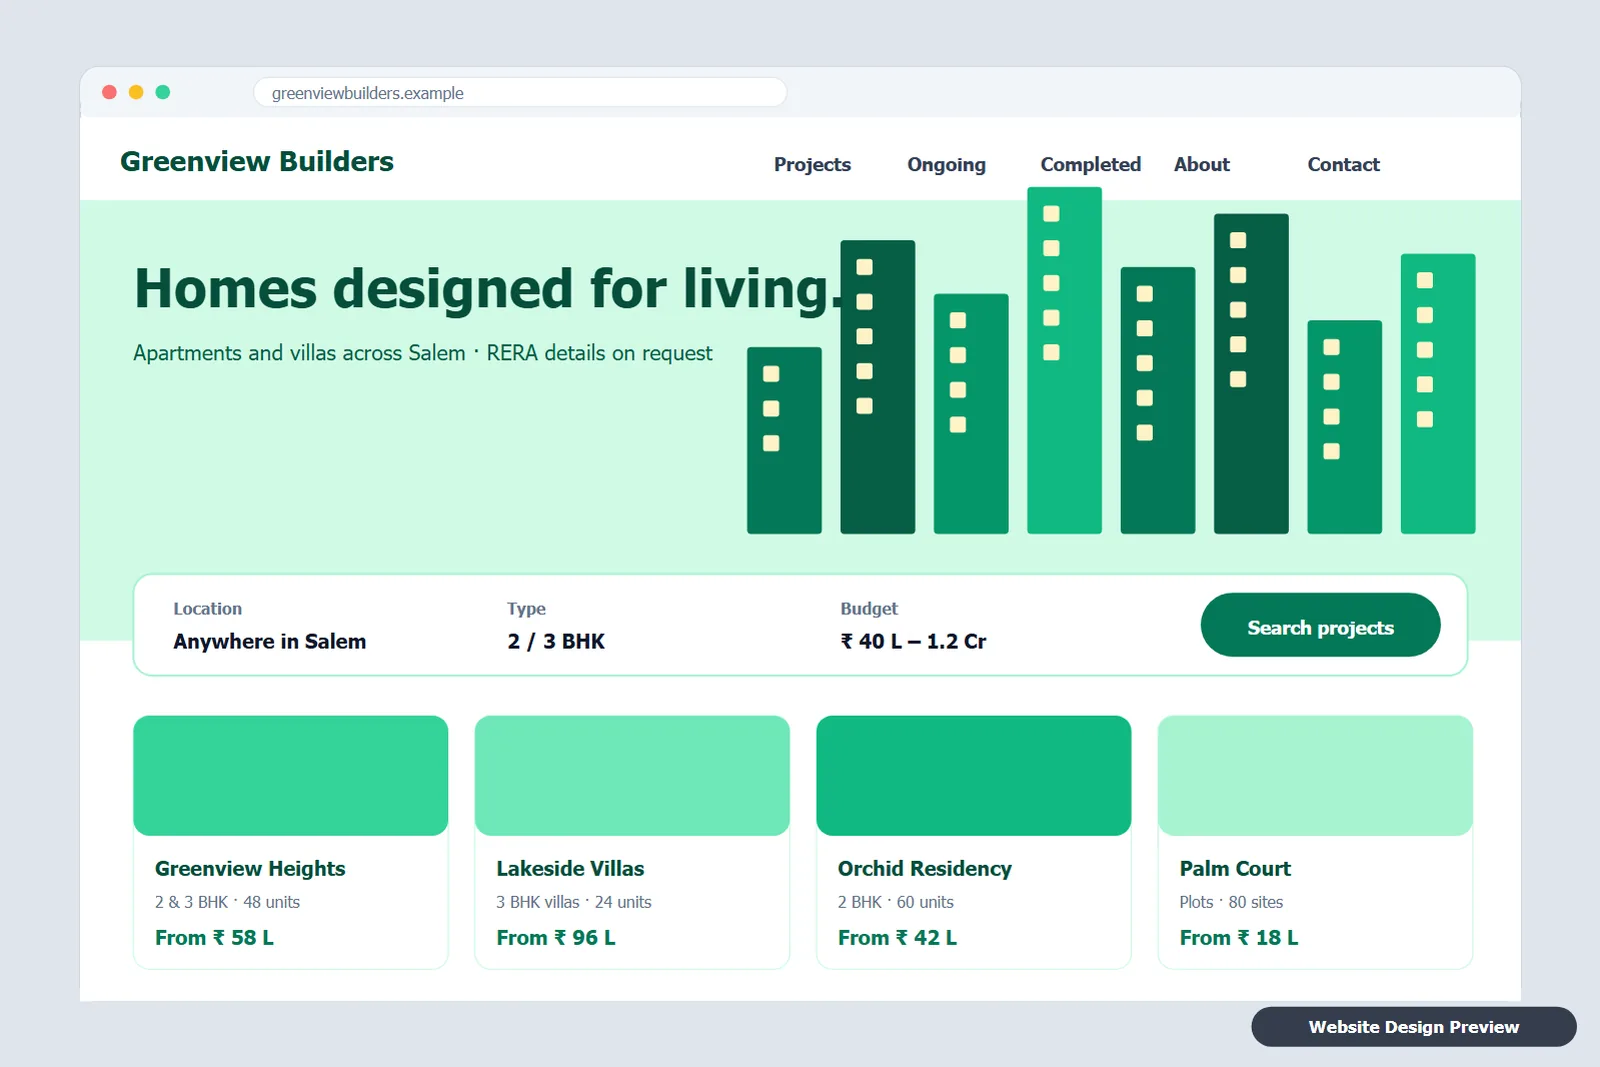 greenviewbuilders.example
Greenview Builders
Projects Ongoing Completed About Contact
Homes designed for living.
Apartments and villas across Salem · RERA details on request
Location Type Budget
Anywhere in Salem 2 / 3 BHK ₹ 40 L – 1.2 Cr
Search projects
Greenview Heights
2 & 3 BHK · 48 units
From ₹ 58 L
Lakeside Villas
3 BHK villas · 24 units
From ₹ 96 L
Orchid Residency
2 BHK · 60 units
From ₹ 42 L
Palm Court
Plots · 80 sites
From ₹ 18 L
Website Design Preview